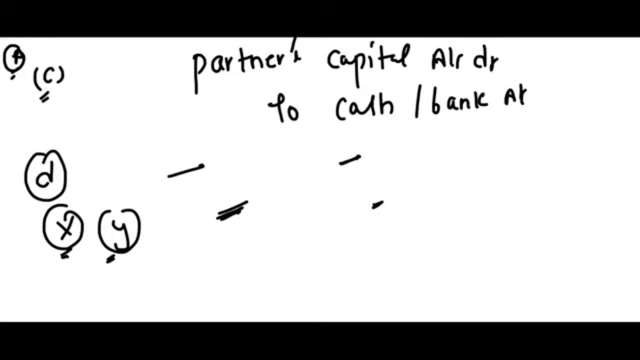 partner's capital A/c dr
(C)
To cash / bank A/c
d
x y